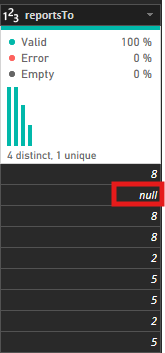 123 reportsTo
Valid 100 %
Error 0 %
Empty 0 %
4 distinct, 1 unique
8
null
8
8
2
5
5
2
5